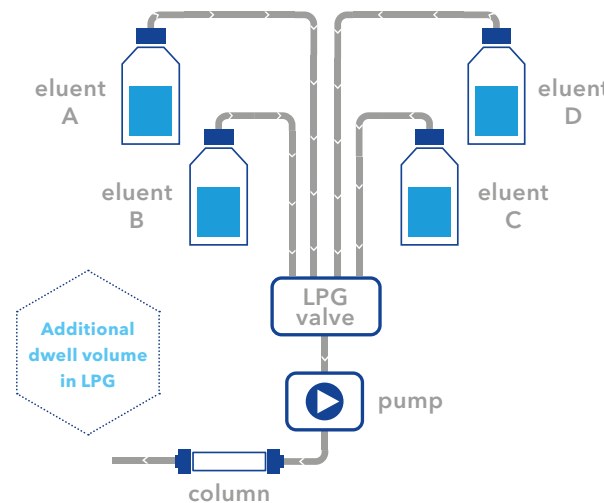 eluent
A
eluent
D
eluent
B
eluent
C
LPG
valve
Additional
dwell volume
in LPG
pump
column